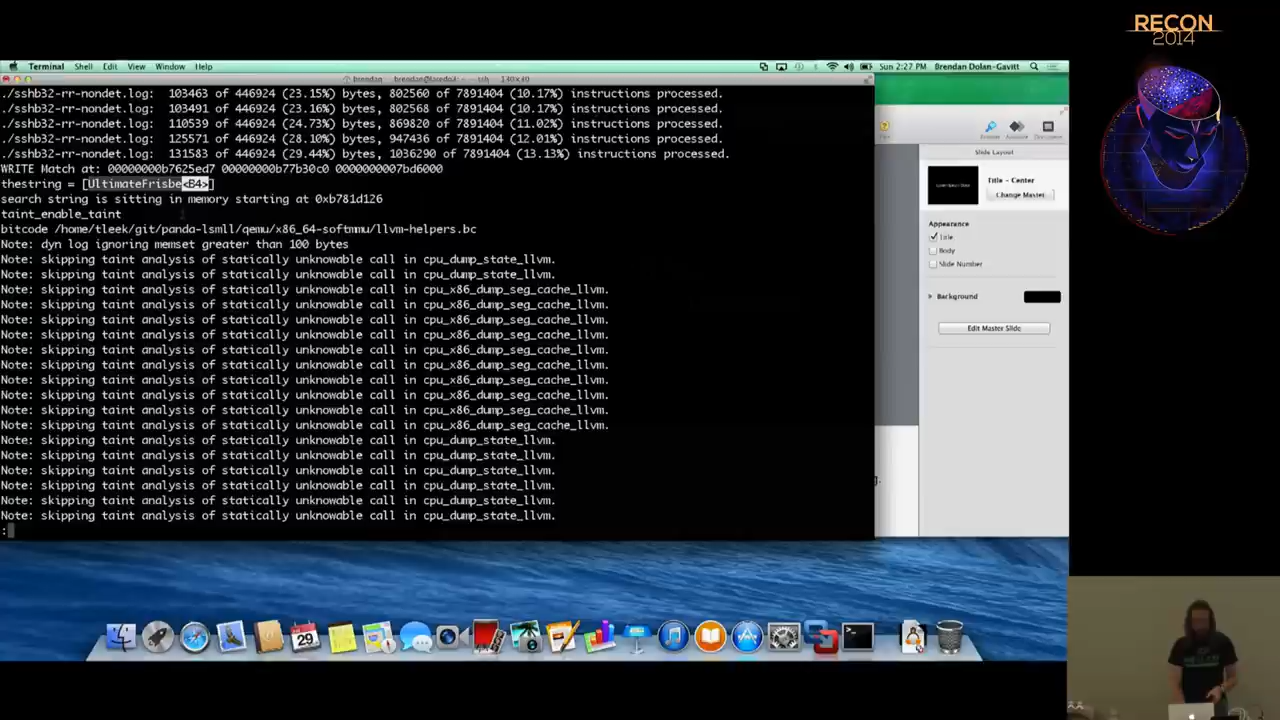 RECON
2014
Terminal Shell Edit View Window Help
Sun 2:27 PM Brendan Dolan-Gavitt
./sshb32-rr-nondet.log: 103463 of 446924 (23.15%) bytes, 802560 of 7891404 (10.17%) instructions processed.
./sshb32-rr-nondet.log: 103491 of 446924 (23.16%) bytes, 802568 of 7891404 (10.17%) instructions processed.
./sshb32-rr-nondet.log: 110539 of 446924 (24.73%) bytes, 869820 of 7891404 (11.02%) instructions processed.
./sshb32-rr-nondet.log: 125571 of 446924 (28.10%) bytes, 947436 of 7891404 (12.01%) instructions processed.
./sshb32-rr-nondet.log: 131583 of 446924 (29.44%) bytes, 1036290 of 7891404 (13.13%) instructions processed.
WRITE Match at: 00000000b7625ed7 00000000b77b30c0 0000000007bd6000
thestring = [UltimateFrisbe<B4>]
search string is sitting in memory starting at 0x701d126
taint_enable_taint
bitcode /home/tleek/git/panda-lsmll/qemu/x86_64-softmmu/llvm-helpers.bc
Note: dyn log ignoring memset greater than 100 bytes
Note: skipping taint analysis of statically unknowable call in cpu_dump_state_llvm.
Note: skipping taint analysis of statically unknowable call in cpu_dump_state_llvm.
Note: skipping taint analysis of statically unknowable call in cpu_x86_dump_seg_cache_llvm.
Note: skipping taint analysis of statically unknowable call in cpu_x86_dump_seg_cache_llvm.
Note: skipping taint analysis of statically unknowable call in cpu_x86_dump_seg_cache_llvm.
Note: skipping taint analysis of statically unknowable call in cpu_x86_dump_seg_cache_llvm.
Note: skipping taint analysis of statically unknowable call in cpu_x86_dump_seg_cache_llvm.
Note: skipping taint analysis of statically unknowable call in cpu_x86_dump_seg_cache_llvm.
Note: skipping taint analysis of statically unknowable call in cpu_x86_dump_seg_cache_llvm.
Note: skipping taint analysis of statically unknowable call in cpu_x86_dump_seg_cache_llvm.
Note: skipping taint analysis of statically unknowable call in cpu_x86_dump_seg_cache_llvm.
Note: skipping taint analysis of statically unknowable call in cpu_x86_dump_seg_cache_llvm.
Note: skipping taint analysis of statically unknowable call in cpu_dump_state_llvm.
Note: skipping taint analysis of statically unknowable call in cpu_dump_state_llvm.
Note: skipping taint analysis of statically unknowable call in cpu_dump_state_llvm.
Note: skipping taint analysis of statically unknowable call in cpu_dump_state_llvm.
Note: skipping taint analysis of statically unknowable call in cpu_dump_state_llvm.
Note: skipping taint analysis of statically unknowable call in cpu_dump_state_llvm.
:
Slide Layout
Title - Center
Change Master
Appearance
Title
Body
Slide Number
Background
Edit Master Slide
29